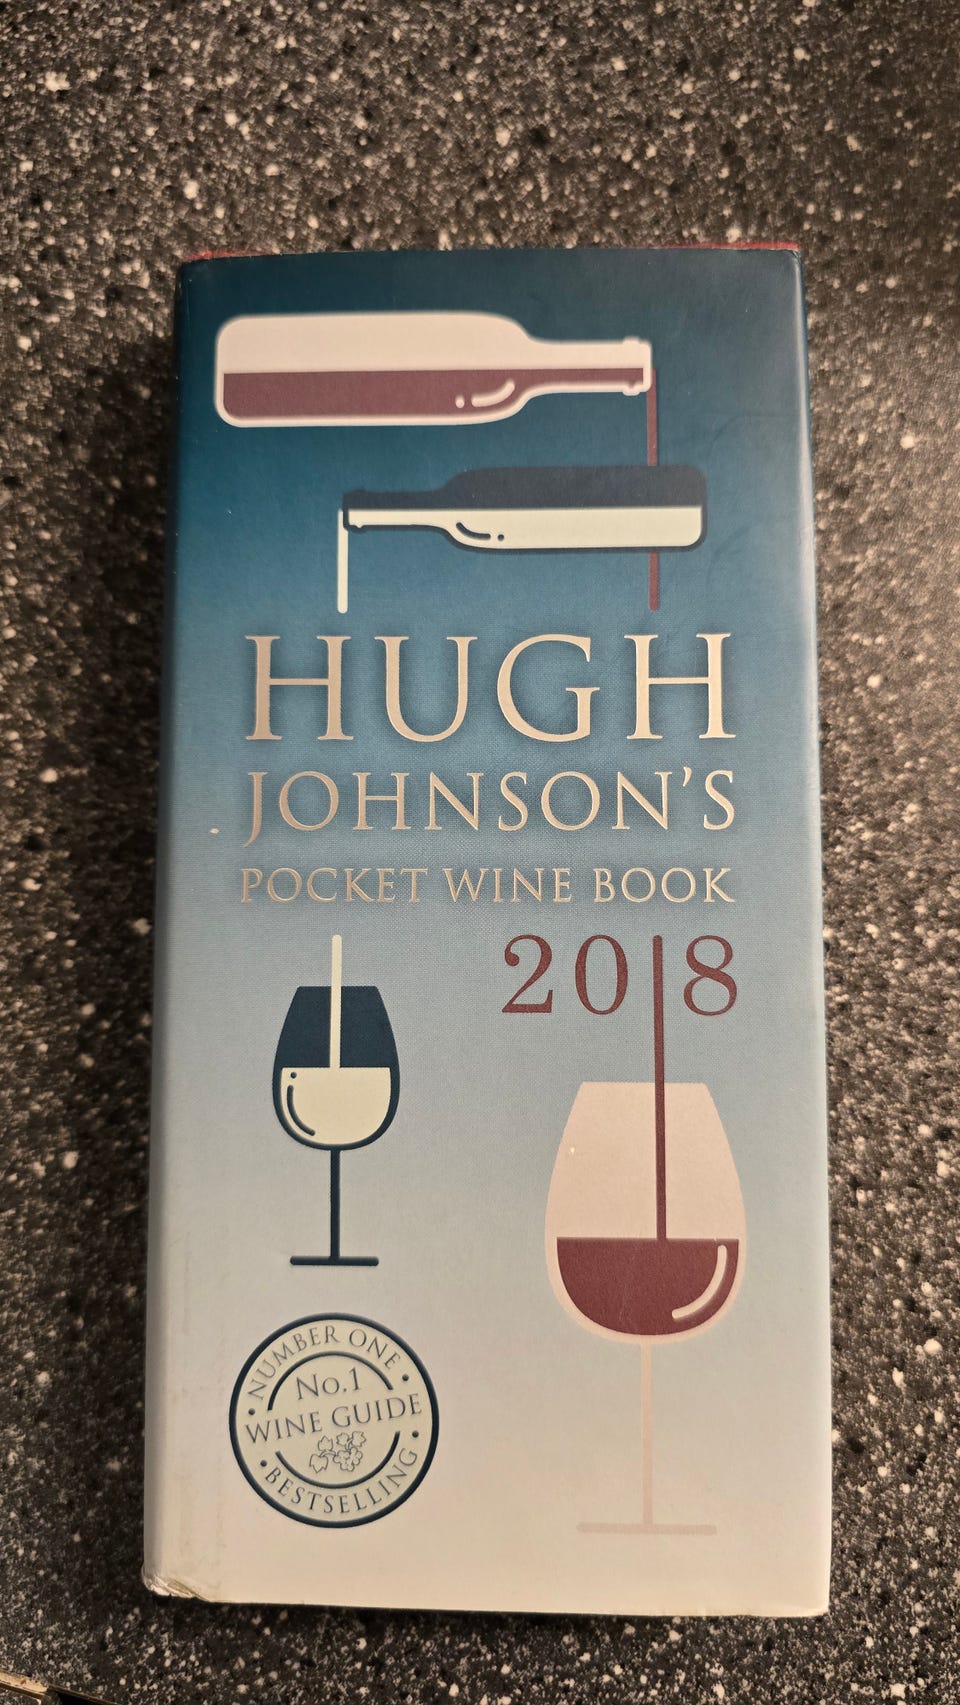 HUGH
JOHNSON'S
POCKET WINE BOOK
2018
NUMBER ONE
No.1
WINE GUIDE
BESTSELLING